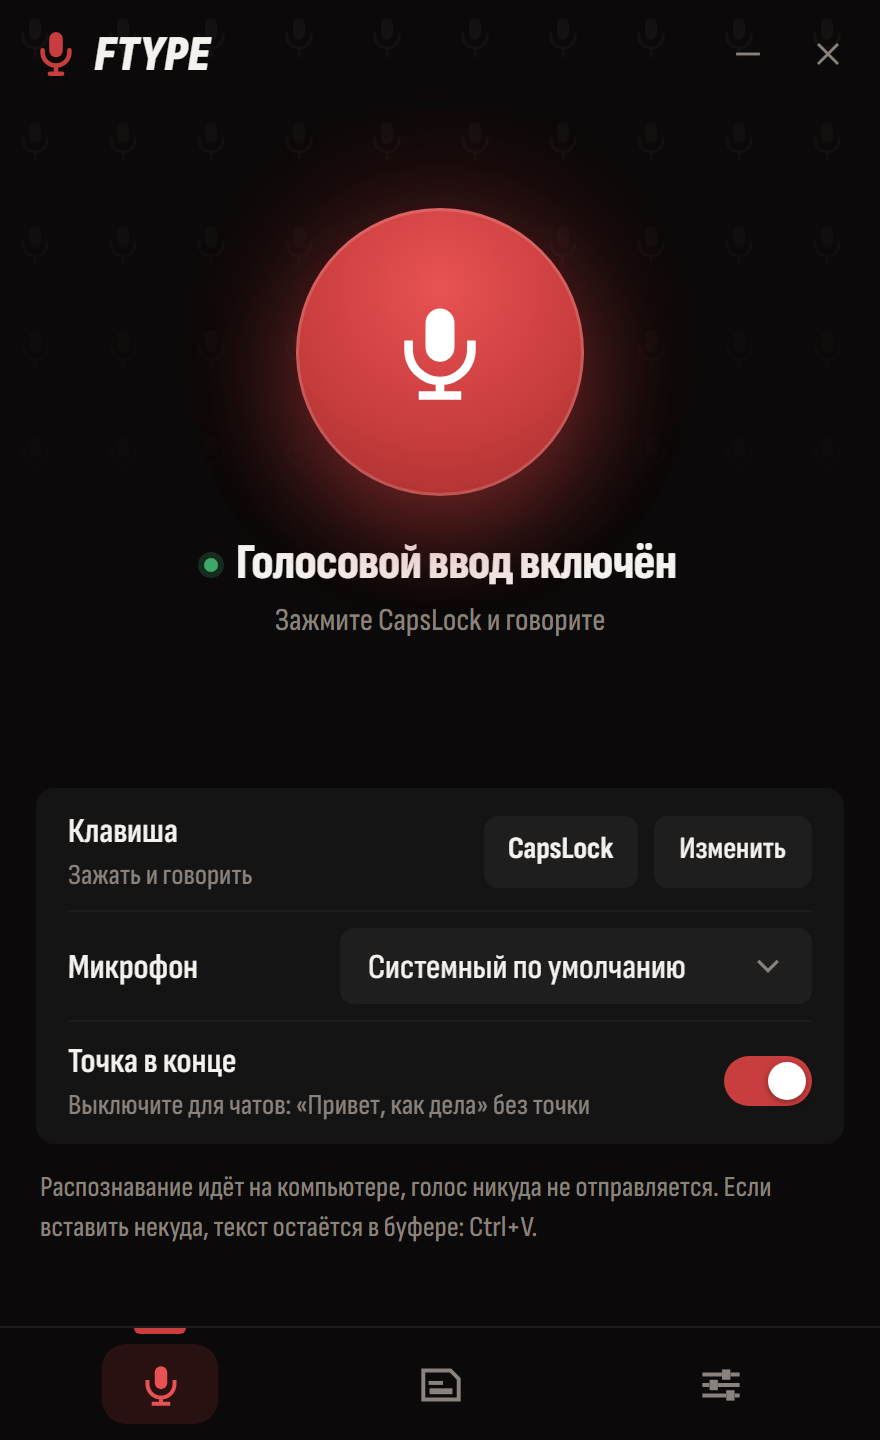 FTYPE
Голосовой ввод включён
Зажмите CapsLock и говорите
Клавиша
Зажать и говорить
CapsLock
Изменить
Микрофон
Системный по умолчанию
Точка в конце
Выключите для чатов: «Привет, как дела» без точки
Распознавание идёт на компьютере, голос никуда не отправляется. Если
вставить некуда, текст остаётся в буфере: Ctrl+V.